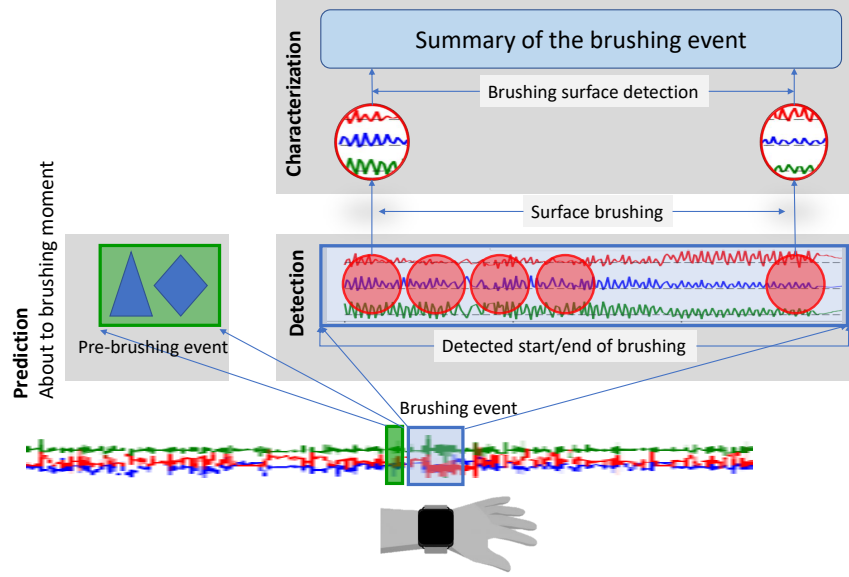 Summary of the brushing event
Characterization
Brushing surface detection
Surface brushing
Prediction
About to brushing moment
Pre-brushing event
Detection
Detected start/end of brushing
Brushing event